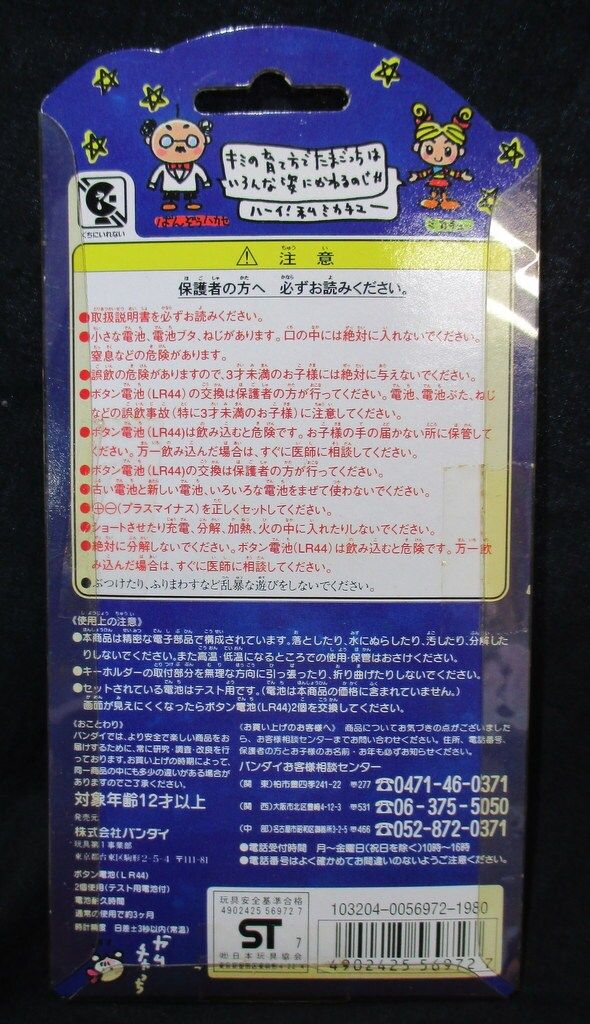 キミの育て方でたまごっちは
いろんな姿にかわるのじゃ!!
ハーイ!私ミカチュー
ばんぞうハカセ
ミカチュー
くちにいれない
注意
保護者の方へ 必ずお読みください。
●取扱説明書を必ずお読みください。
●小さな電池、電池ブタ、ねじがあります。口の中には絶対に入れないでください。
窒息などの危険があります。
●誤飲の危険がありますので、3才未満のお子様には絶対に与えないでください。
●ボタン電池(LR44)の交換は保護者の方が行ってください。電池、電池ぶた、ねじ
などの誤飲事故(特に3才未満のお子様)に注意してください。
●ボタン電池(LR44)は飲み込むと危険です。お子様の手の届かない所に保管して
ください。万一飲み込んだ場合は、すぐに医師に相談してください。
●ボタン電池(LR44)の交換は保護者の方が行ってください。
●古い電池と新しい電池、いろいろな電池をまぜて使わないでください。
●⊕⊖(プラスマイナス)を正しくセットしてください。
●ショートさせたり充電、分解、加熱、火の中に入れたりしないでください。
●絶対に分解しないでください。ボタン電池(LR44)は飲み込むと危険です。万一飲
み込んだ場合は、すぐに医師に相談してください。
●ぶつけたり、ふりまわすなど乱暴な遊びをしないでください。
《使用上の注意》
●本商品は精密な電子部品で構成されています。落としたり、水にぬらしたり、汚したり、分解した
りしないでください。また高温・低温になるところでの使用・保管はおさけください。
●キーホルダーの取付部分を無理な方向に引っ張ったり、折り曲げたりしないでください。
●セットされている電池はテスト用です。(電池は本商品の価格に含まれていません。)
画面が見えにくくなったらボタン電池(LR44)2個を交換してください。
《おことわり》
バンダイでは、より安全で楽しい商品をお
届けするために、常に研究・調査・改良を行
っております。お買い上げの時期によって、
同一商品の中にも多少の違いがある場合が
ありますのでご了承ください。
対象年齢12才以上
発売元
株式会社バンダイ
玩具第1事業部
東京都台東区駒形2-5-4 〒111-81
ボタン電池(LR44)
2個使用(テスト用電池付)
電池耐久時間
通常の使用で約3ヶ月
時計精度 日差±3秒以内(常温)
《お買い上げのお客様へ》 商品についてお気づきの点がございました
ら、お客様相談センターまでお問い合わせください。住所、電話番号、
保護者の方とお子様のお名前・お年も必ずお知らせください。
バンダイお客様相談センター
(関 東)柏市豊四季241-22 〒277 ☎0471-46-0371
(関 西)大阪市北区豊崎4-12-3 〒531 ☎06-375-5050
(中 部)名古屋市昭和区御器所3-2-5 〒466 ☎052-872-0371
●電話受付時間 月～金曜日(祝日を除く)10時～16時
●電話番号はよく確かめてお間違いのないようご注意ください。
玩具安全基準合格
4902425 56972 7
ST 7
(社)日本玩具協会
103204-0056972-1980
4902425 569727